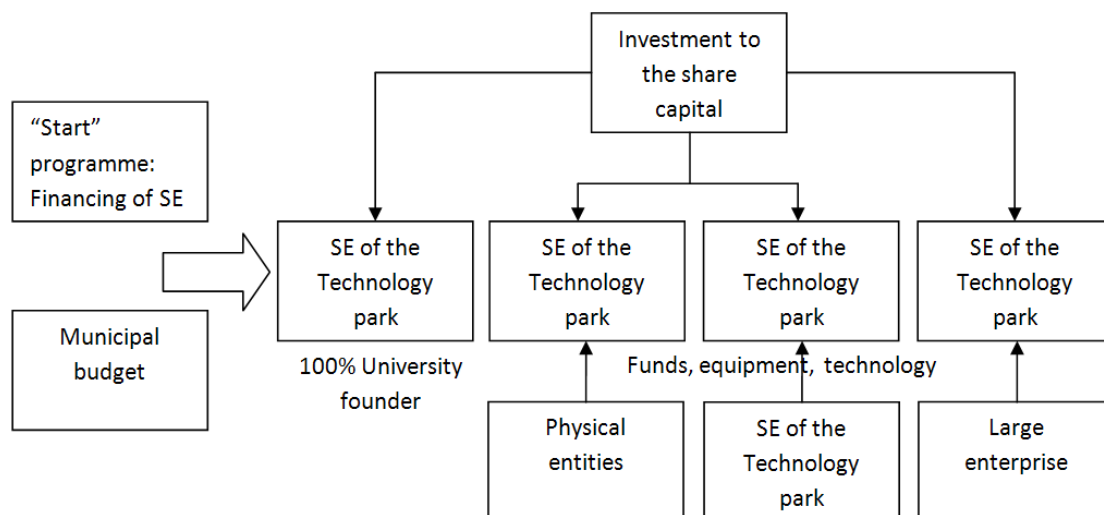 Investment to
the share
capital
“Start”
programme:
Financing of SE
SE of the
Technology
park
SE of the
Technology
park
SE of the
Technology
park
SE of the
Technology
park
Municipal
budget
100% University
founder
Funds, equipment, technology
Physical
entities
SE of the
Technology
park
Large
enterprise